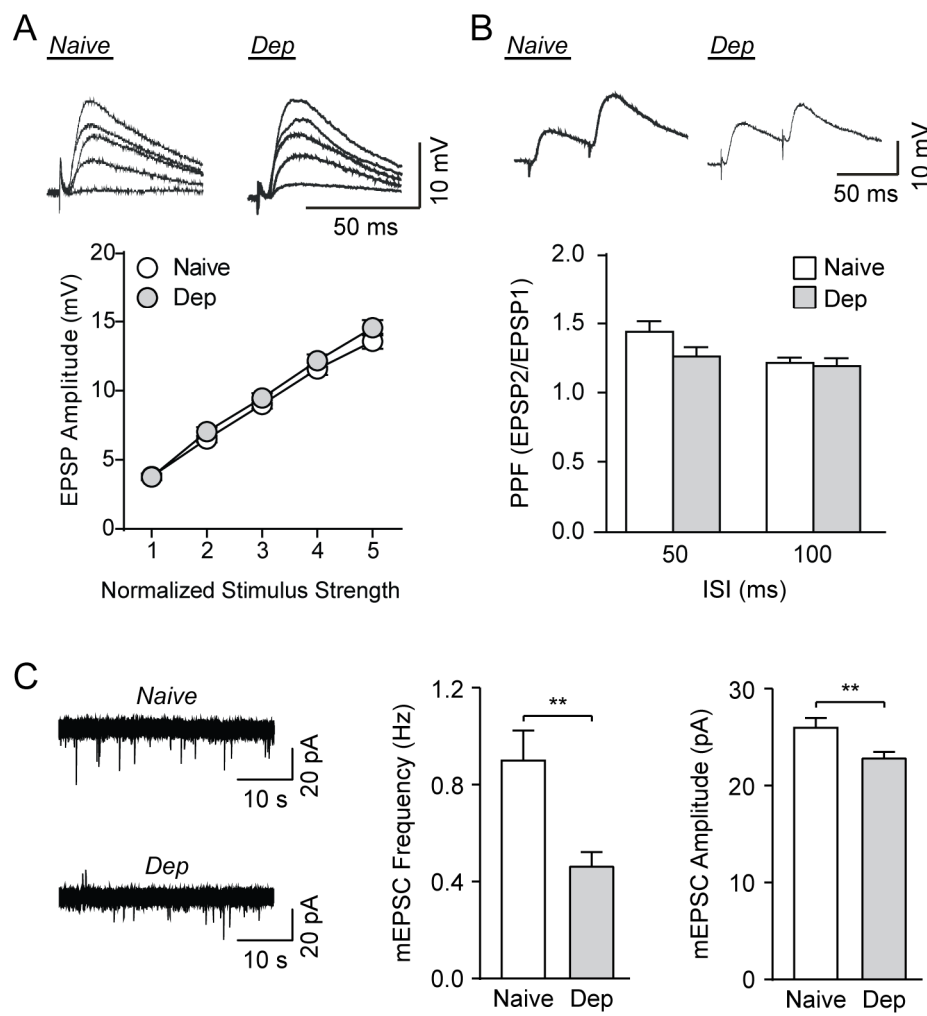 A
Naive
Dep
10 mV
50 ms
EPSP Amplitude (mV)
20
15
10
5
0
Naive
Dep
1 2 3 4 5
Normalized Stimulus Strength
B
Naive
Dep
10 mV
50 ms
PPF (EPSP2/EPSP1)
2.0
1.5
1.0
0.5
0.0
Naive
Dep
50 100
ISI (ms)
C
Naive
20 pA
10 s
Dep
20 pA
10 s
mEPSC Frequency (Hz)
1.2
0.8
0.4
0.0
**
Naive Dep
mEPSC Amplitude (pA)
30
20
10
0
**
Naive Dep